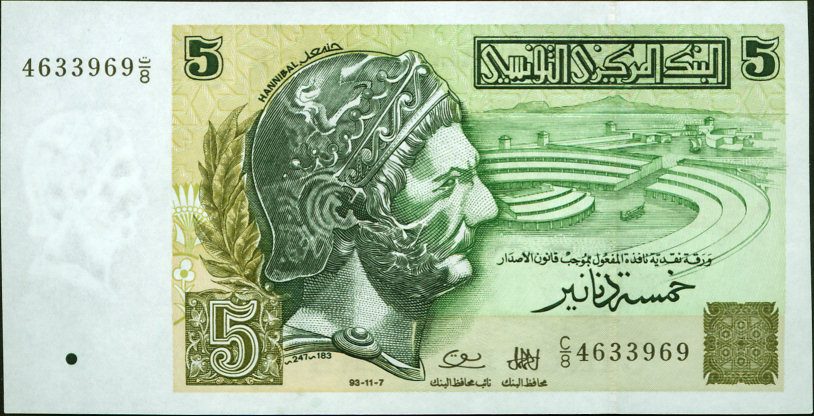 5
البنك المركزي التونسي
5
4633969 C/8
HANNIBAL حنبعل
ورقة نقدية نافذة المفعول بموجب قانون الأصدار
خمسة دنانير
5
~247~183
C/8 4633969
93-11-7
نائب محافظ البنك
محافظ البنك